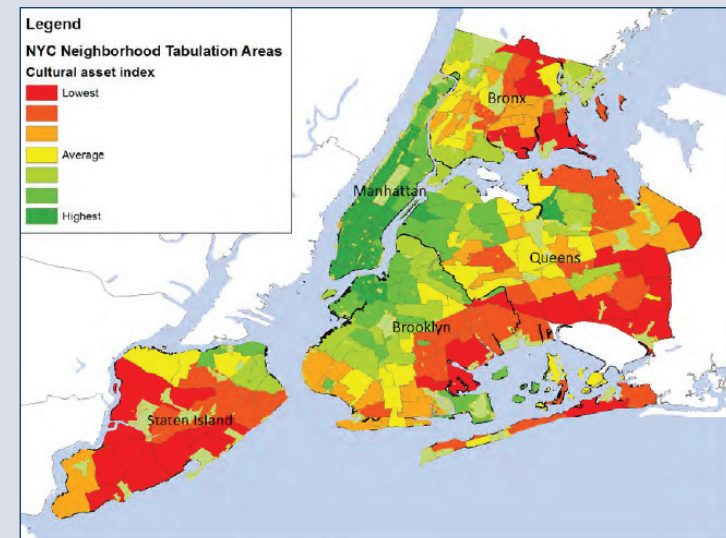 Legend
NYC Neighborhood Tabulation Areas
Cultural asset index
Lowest
Average
Highest
Bronx
Manhattan
Queens
Brooklyn
Staten Island